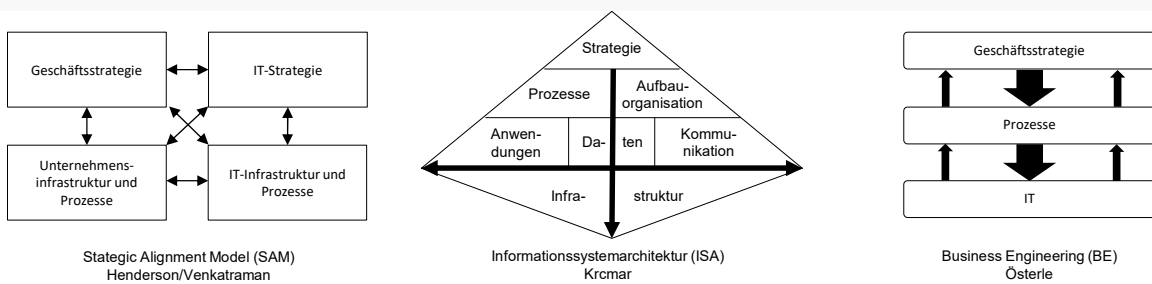 Geschäftsstrategie
IT-Strategie
Unternehmens-
infrastruktur und
Prozesse
IT-Infrastruktur und
Prozesse
Stategic Alignment Model (SAM)
Henderson/Venkatraman
Strategie
Prozesse
Aufbau-
organisation
Anwen-
dungen
Da-
ten
Kommu-
nikation
Infra-
struktur
Informationssystemarchitektur (ISA)
Krcmar
Geschäftsstrategie
Prozesse
IT
Business Engineering (BE)
Österle